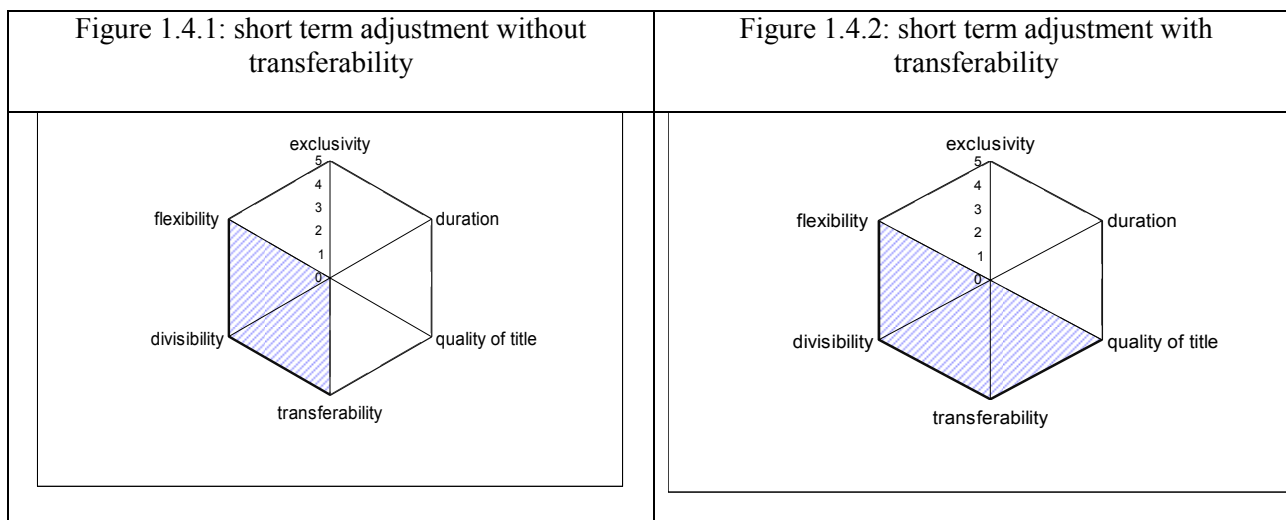 Figure 1.4.1: short term adjustment without
transferability
Figure 1.4.2: short term adjustment with
transferability
exclusivity
5
4
flexibility
3
duration
2
1
0
divisibility
quality of title
transferability
exclusivity
5
4
flexibility
3
duration
2
1
0
divisibility
quality of title
transferability